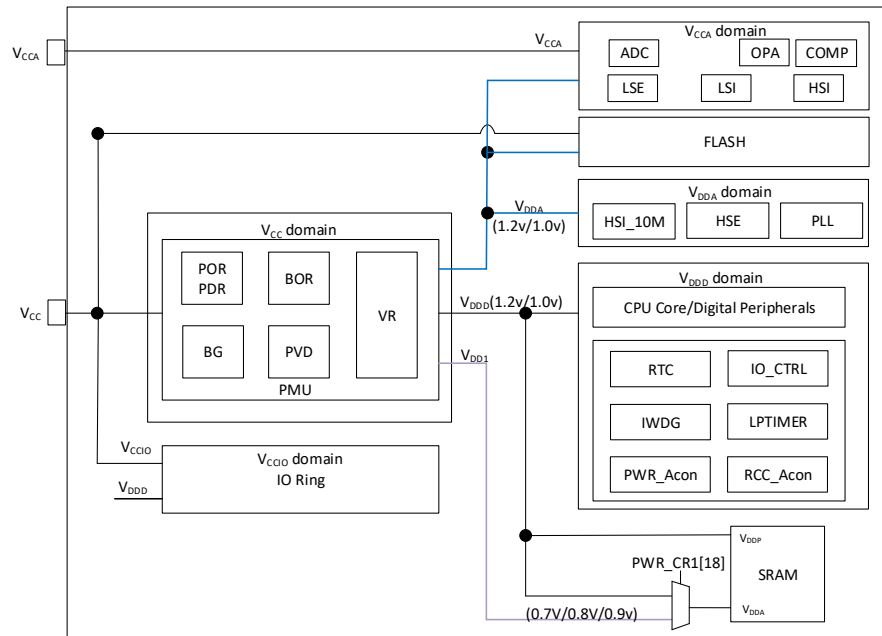 VCCA
VCCA
VCCA domain
ADC
OPA
COMP
LSE
LSI
HSI
FLASH
VDDA
(1.2v/1.0v)
VDDA domain
HSI_10M
HSE
PLL
VCC
VCC domain
POR
PDR
BOR
VR
BG
PVD
PMU
VDDD(1.2v/1.0v)
VDD1
VDDD domain
CPU Core/Digital Peripherals
RTC
IO_CTRL
IWDG
LPTIMER
PWR_Acon
RCC_Acon
VCCIO
VDDD
VCCIO domain
IO Ring
PWR_CR1[18]
(0.7V/0.8V/0.9v)
VDDP
SRAM
VDDA